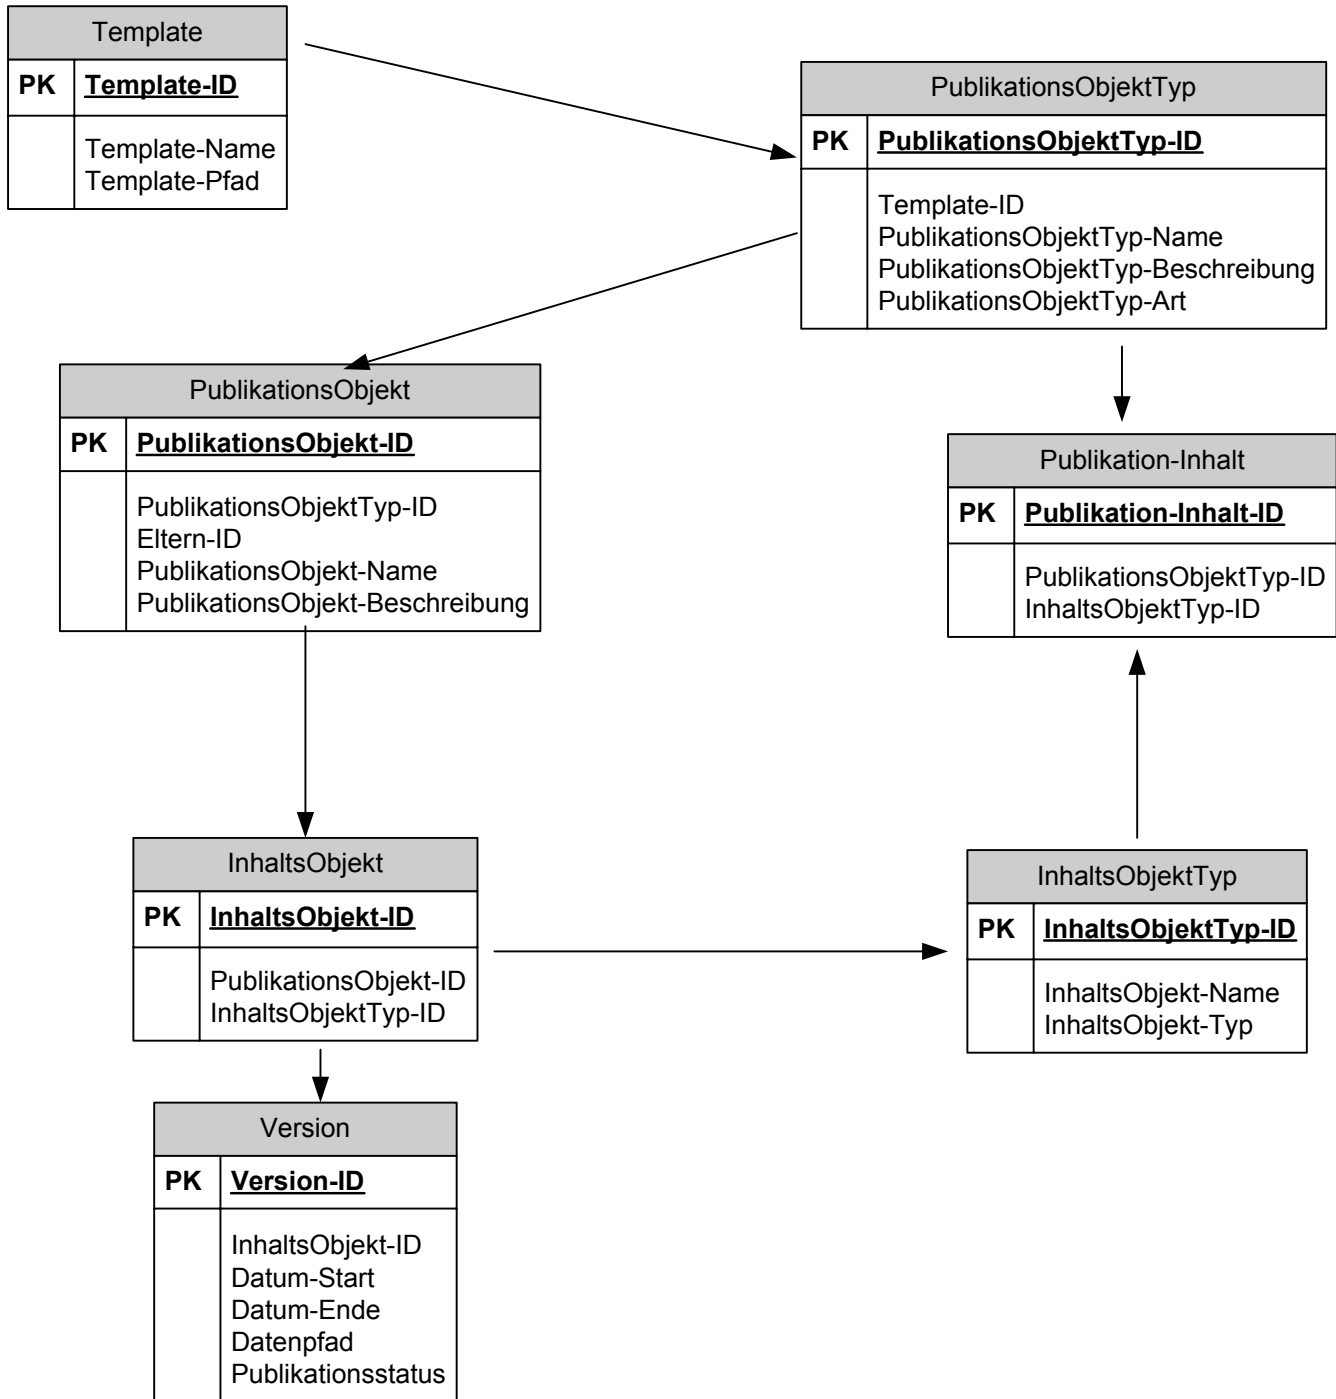 Template
PK Template-ID
Template-Name
Template-Pfad
PublikationsObjektTyp
PK PublikationsObjektTyp-ID
Template-ID
PublikationsObjektTyp-Name
PublikationsObjektTyp-Beschreibung
PublikationsObjektTyp-Art
PublikationsObjekt
PK PublikationsObjekt-ID
PublikationsObjektTyp-ID
Eltern-ID
PublikationsObjekt-Name
PublikationsObjekt-Beschreibung
Publikation-Inhalt
PK Publikation-Inhalt-ID
PublikationsObjektTyp-ID
InhaltsObjektTyp-ID
InhaltsObjekt
PK InhaltsObjekt-ID
PublikationsObjekt-ID
InhaltsObjektTyp-ID
InhaltsObjektTyp
PK InhaltsObjektTyp-ID
InhaltsObjekt-Name
InhaltsObjekt-Typ
Version
PK Version-ID
InhaltsObjekt-ID
Datum-Start
Datum-Ende
Datenpfad
Publikationsstatus